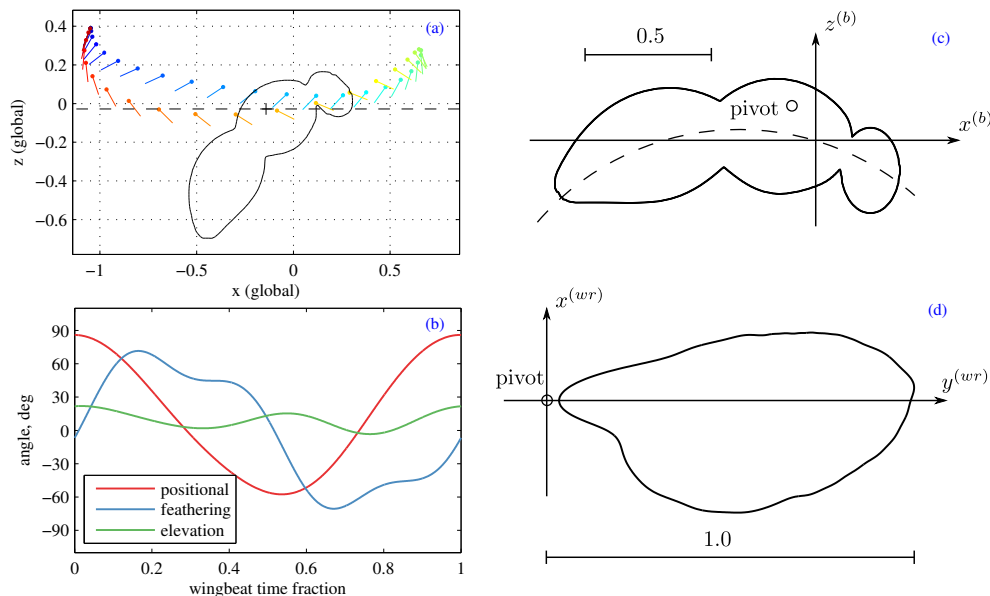 (a)
0.4
0.2
0
−0.2
−0.4
−0.6
z (global)
−1
−0.5
0
0.5
x (global)
(b)
90
60
30
0
−30
−60
−90
angle, deg
positional
feathering
elevation
0
0.2
0.4
0.6
0.8
1
wingbeat time fraction
(c)
0.5
z^(b)
pivot
x^(b)
(d)
x^(wr)
pivot
y^(wr)
1.0